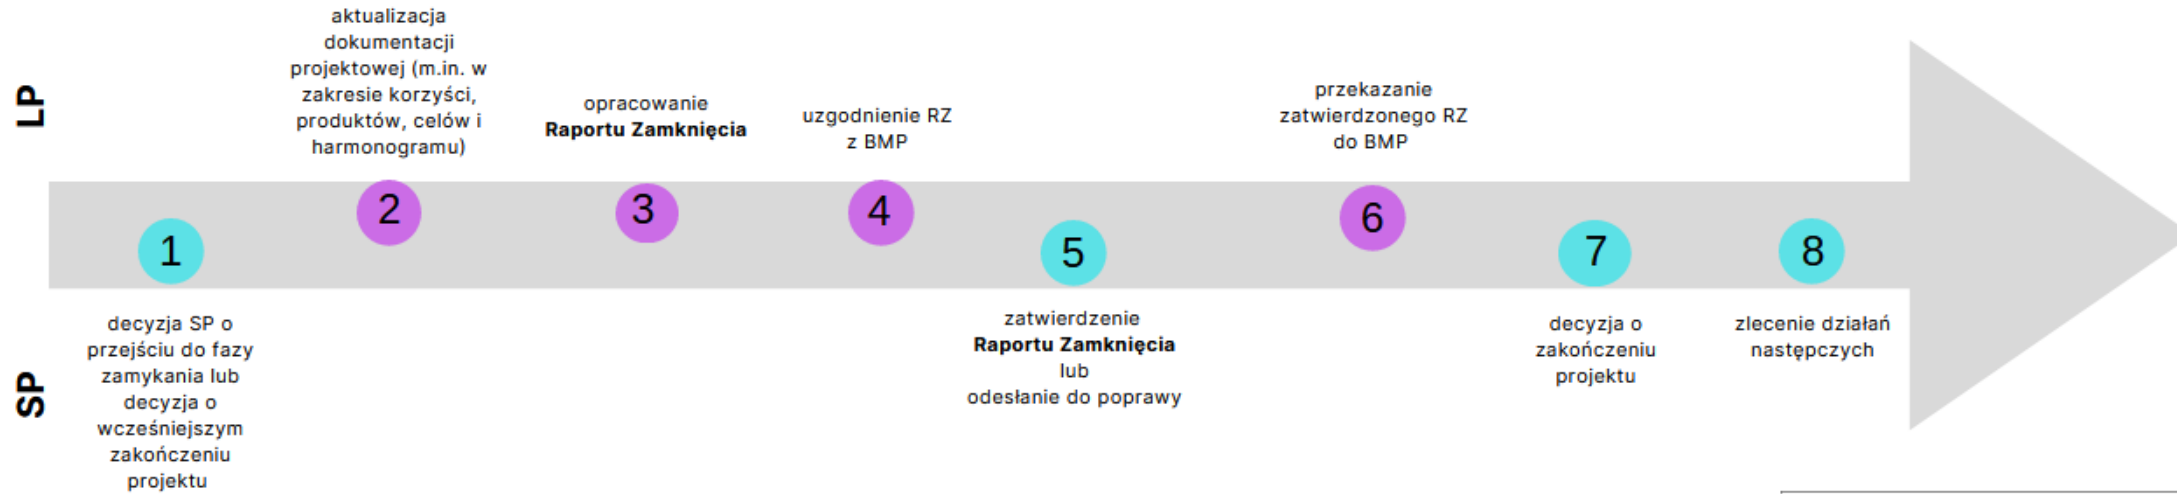 LP
aktualizacja
dokumentacji
projektowej (m.in. w
zakresie korzyści,
produktów, celów i
harmonogramu)
opracowanie
Raportu Zamknięcia
uzgodnienie RZ
z BMP
przekazanie
zatwierdzonego RZ
do BMP
1
2
3
4
5
6
7
8
SP
decyzja SP o
przejściu do fazy
zamykania lub
decyzja o
wcześniejszym
zakończeniu
projektu
zatwierdzenie
Raportu Zamknięcia
lub
odesłanie do poprawy
decyzja o
zakończeniu
projektu
zlecenie działań
następczych